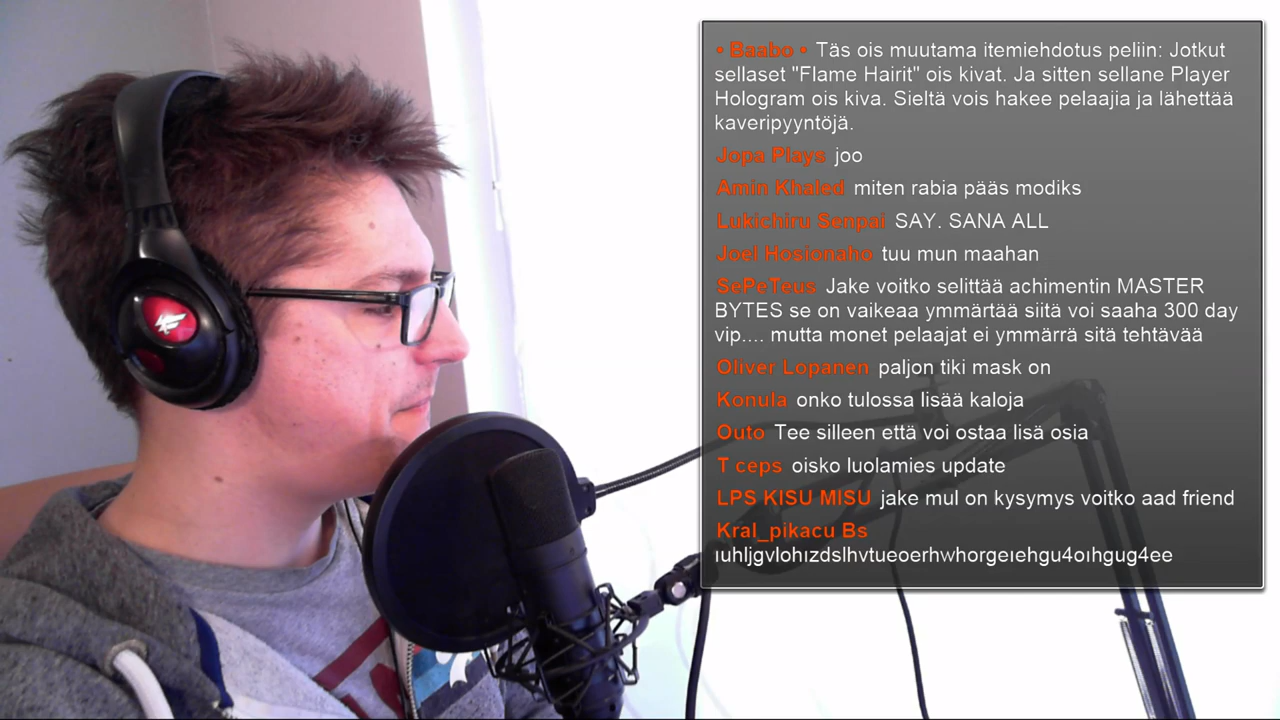 • Baabo • Täs ois muutama itemiehdotus peliin: Jotkut
sellaset "Flame Hairit" ois kivat. Ja sitten sellane Player
Hologram ois kiva. Sieltä vois hakee pelaajia ja lähettää
kaveripyyntöjä.
Jopa Plays joo
Amin Khaled miten rabia pääs modiks
Lukichiru Senpai SAY. SANA ALL
Joel Hosionaho tuu mun maahan
SePeTeus Jake voitko selittää achimentin MASTER
BYTES se on vaikeaa ymmärtää siitä voi saaha 300 day
vip.... mutta monet pelaajat ei ymmärrä sitä tehtävää
Oliver Lopanen paljon tiki mask on
Konula onko tulossa lisää kaloja
Outo Tee silleen että voi ostaa lisä osia
T ceps oisko luolamies update
LPS KISU MISU jake mul on kysymys voitko aad friend
Kral_pikacu Bs
ıuhljgvlohızdslhvtueoerhwhorgeıehgu4oıhgug4ee